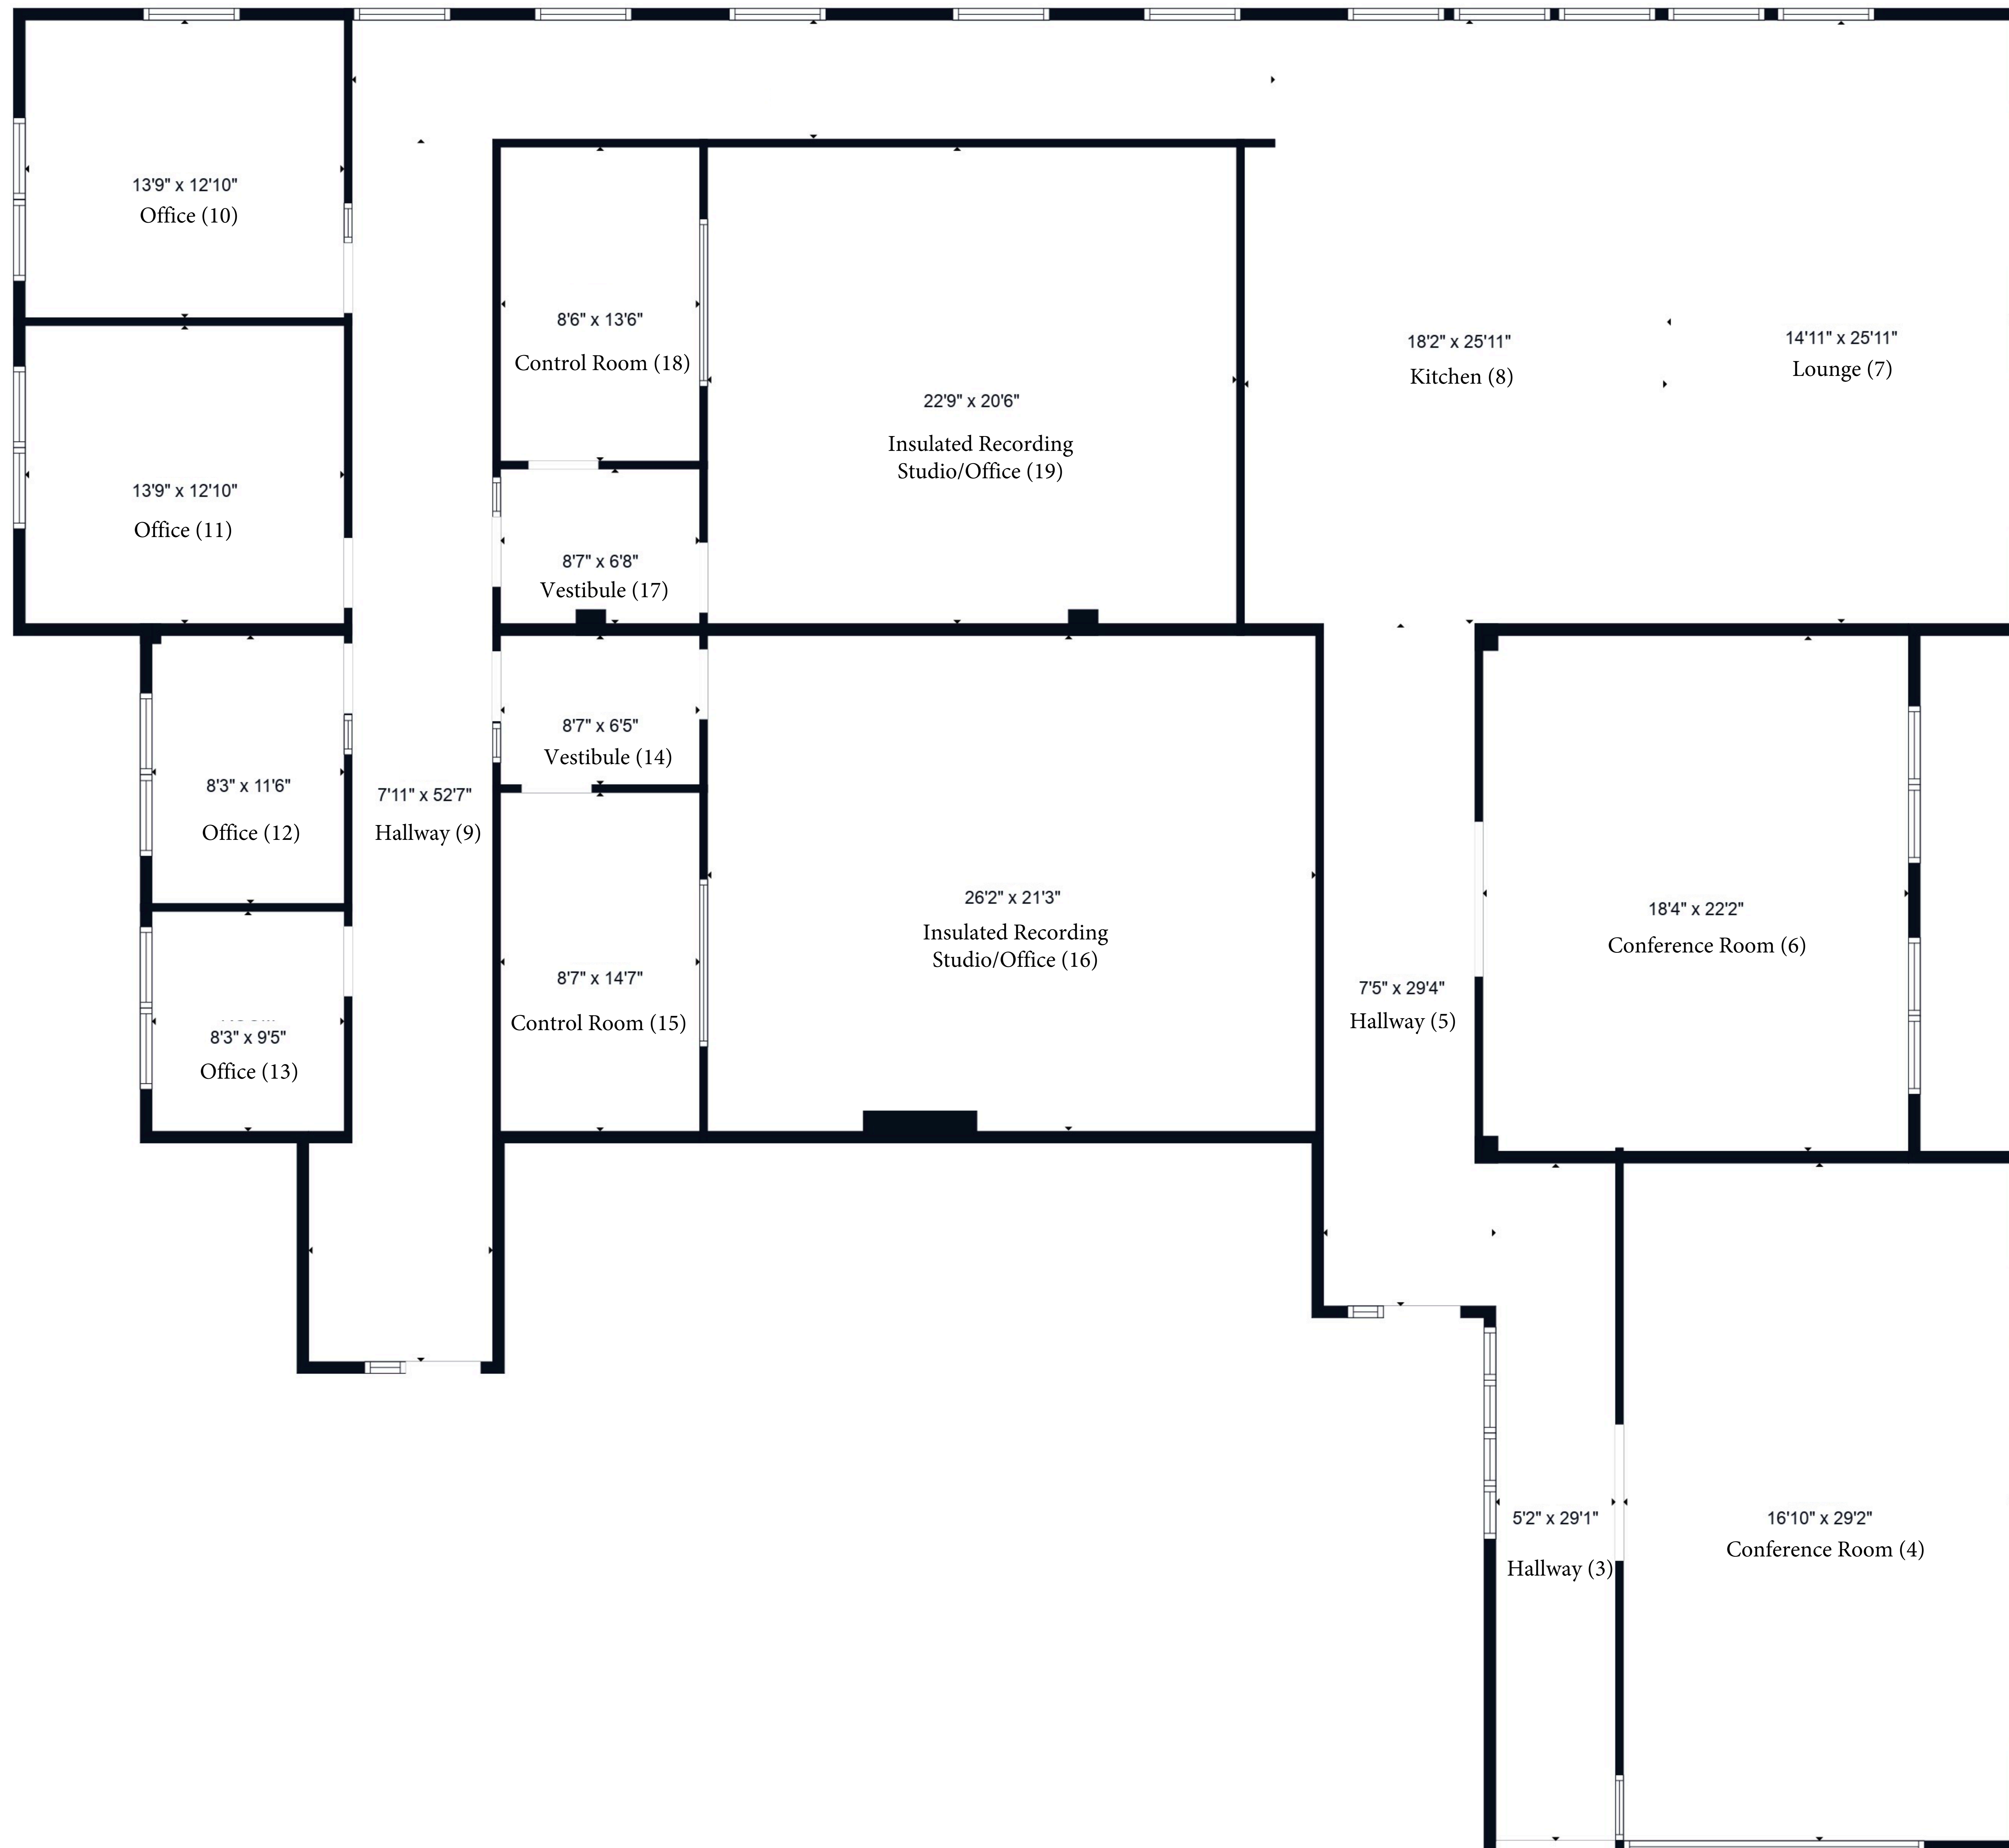 13'9" x 12'10"
Office (10)
13'9" x 12'10"
Office (11)
8'3" x 11'6"
Office (12)
8'3" x 9'5"
Office (13)
7'11" x 52'7"
Hallway (9)
8'6" x 13'6"
Control Room (18)
8'7" x 6'8"
Vestibule (17)
8'7" x 6'5"
Vestibule (14)
8'7" x 14'7"
Control Room (15)
22'9" x 20'6"
Insulated Recording
Studio/Office (19)
26'2" x 21'3"
Insulated Recording
Studio/Office (16)
18'2" x 25'11"
Kitchen (8)
14'11" x 25'11"
Lounge (7)
7'5" x 29'4"
Hallway (5)
18'4" x 22'2"
Conference Room (6)
5'2" x 29'1"
Hallway (3)
16'10" x 29'2"
Conference Room (4)